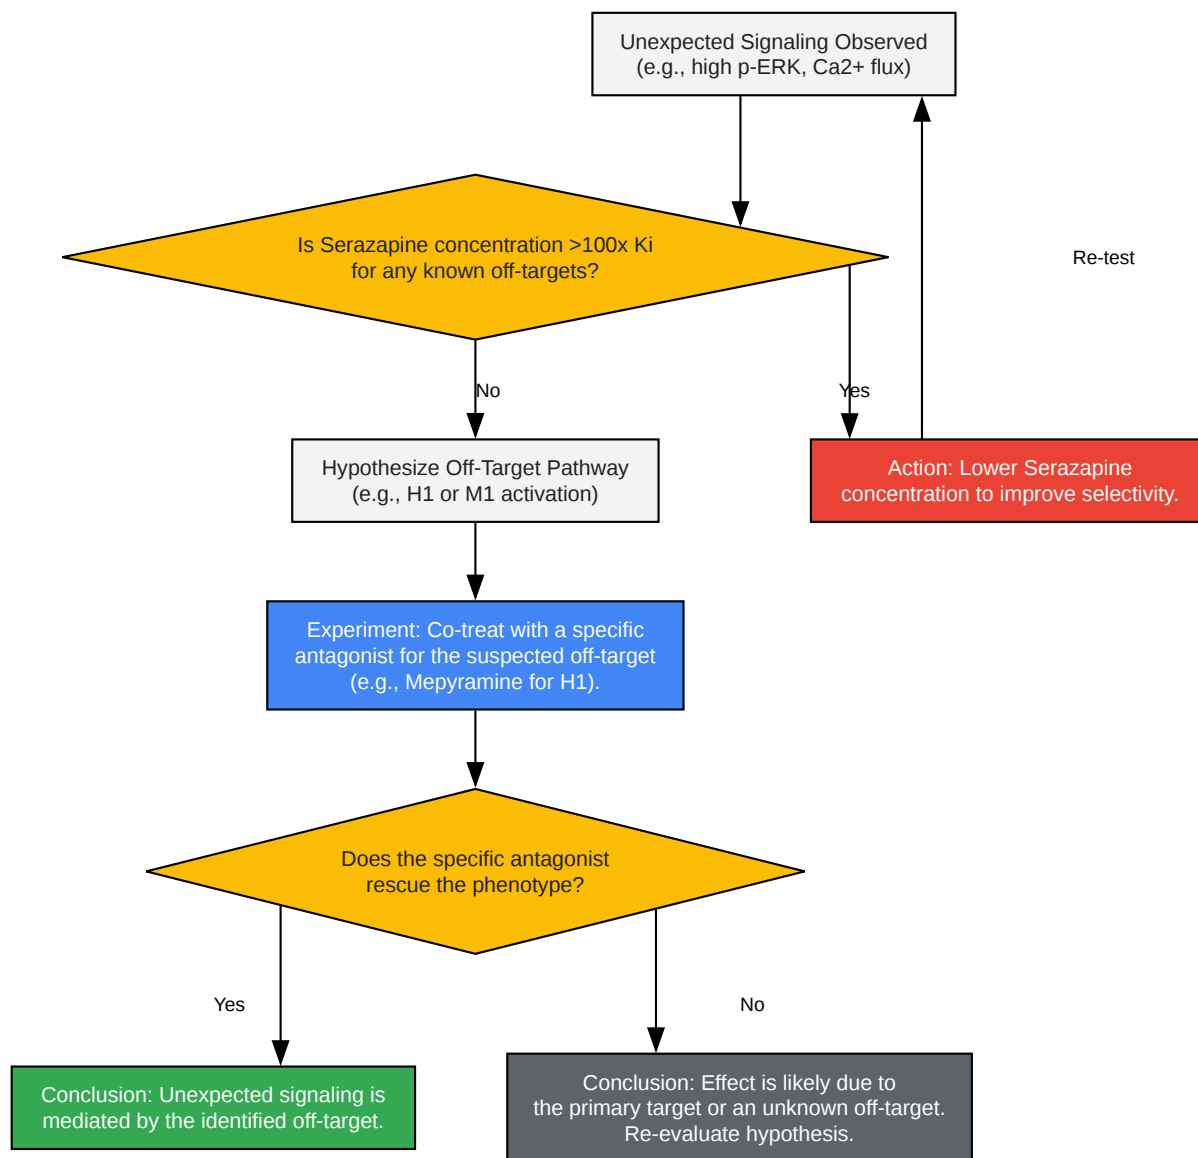 Unexpected Signaling Observed
(e.g., high p-ERK, Ca2+ flux)
Is Serazapine concentration >100x Ki
for any known off-targets?
Re-test
No
Yes
Hypothesize Off-Target Pathway
(e.g., H1 or M1 activation)
Action: Lower Serazapine
concentration to improve selectivity.
Experiment: Co-treat with a specific
antagonist for the suspected off-target
(e.g., Mepyramine for H1).
Does the specific antagonist
rescue the phenotype?
Yes
No
Conclusion: Unexpected signaling is
mediated by the identified off-target.
Conclusion: Effect is likely due to
the primary target or an unknown off-target.
Re-evaluate hypothesis.